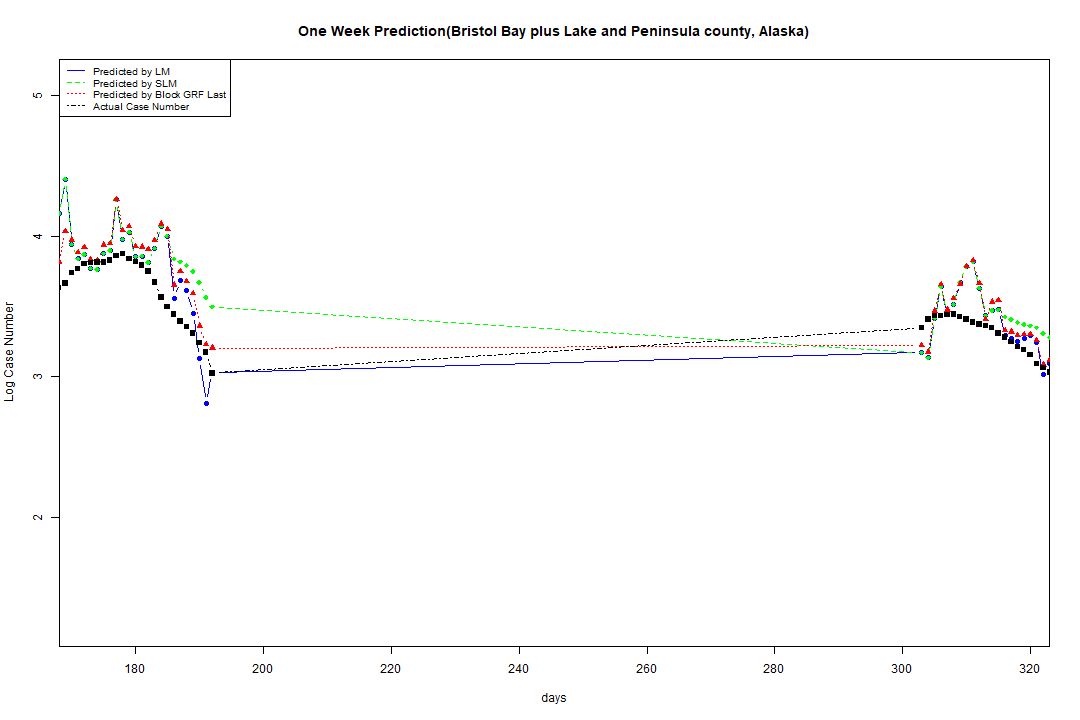 One Week Prediction(Bristol Bay plus Lake and Peninsula county, Alaska)
Predicted by LM
Predicted by SLM
Predicted by Block GRF Last
Actual Case Number
5
4
3
2
Log Case Number
180 200 220 240 260 280 300 320
days